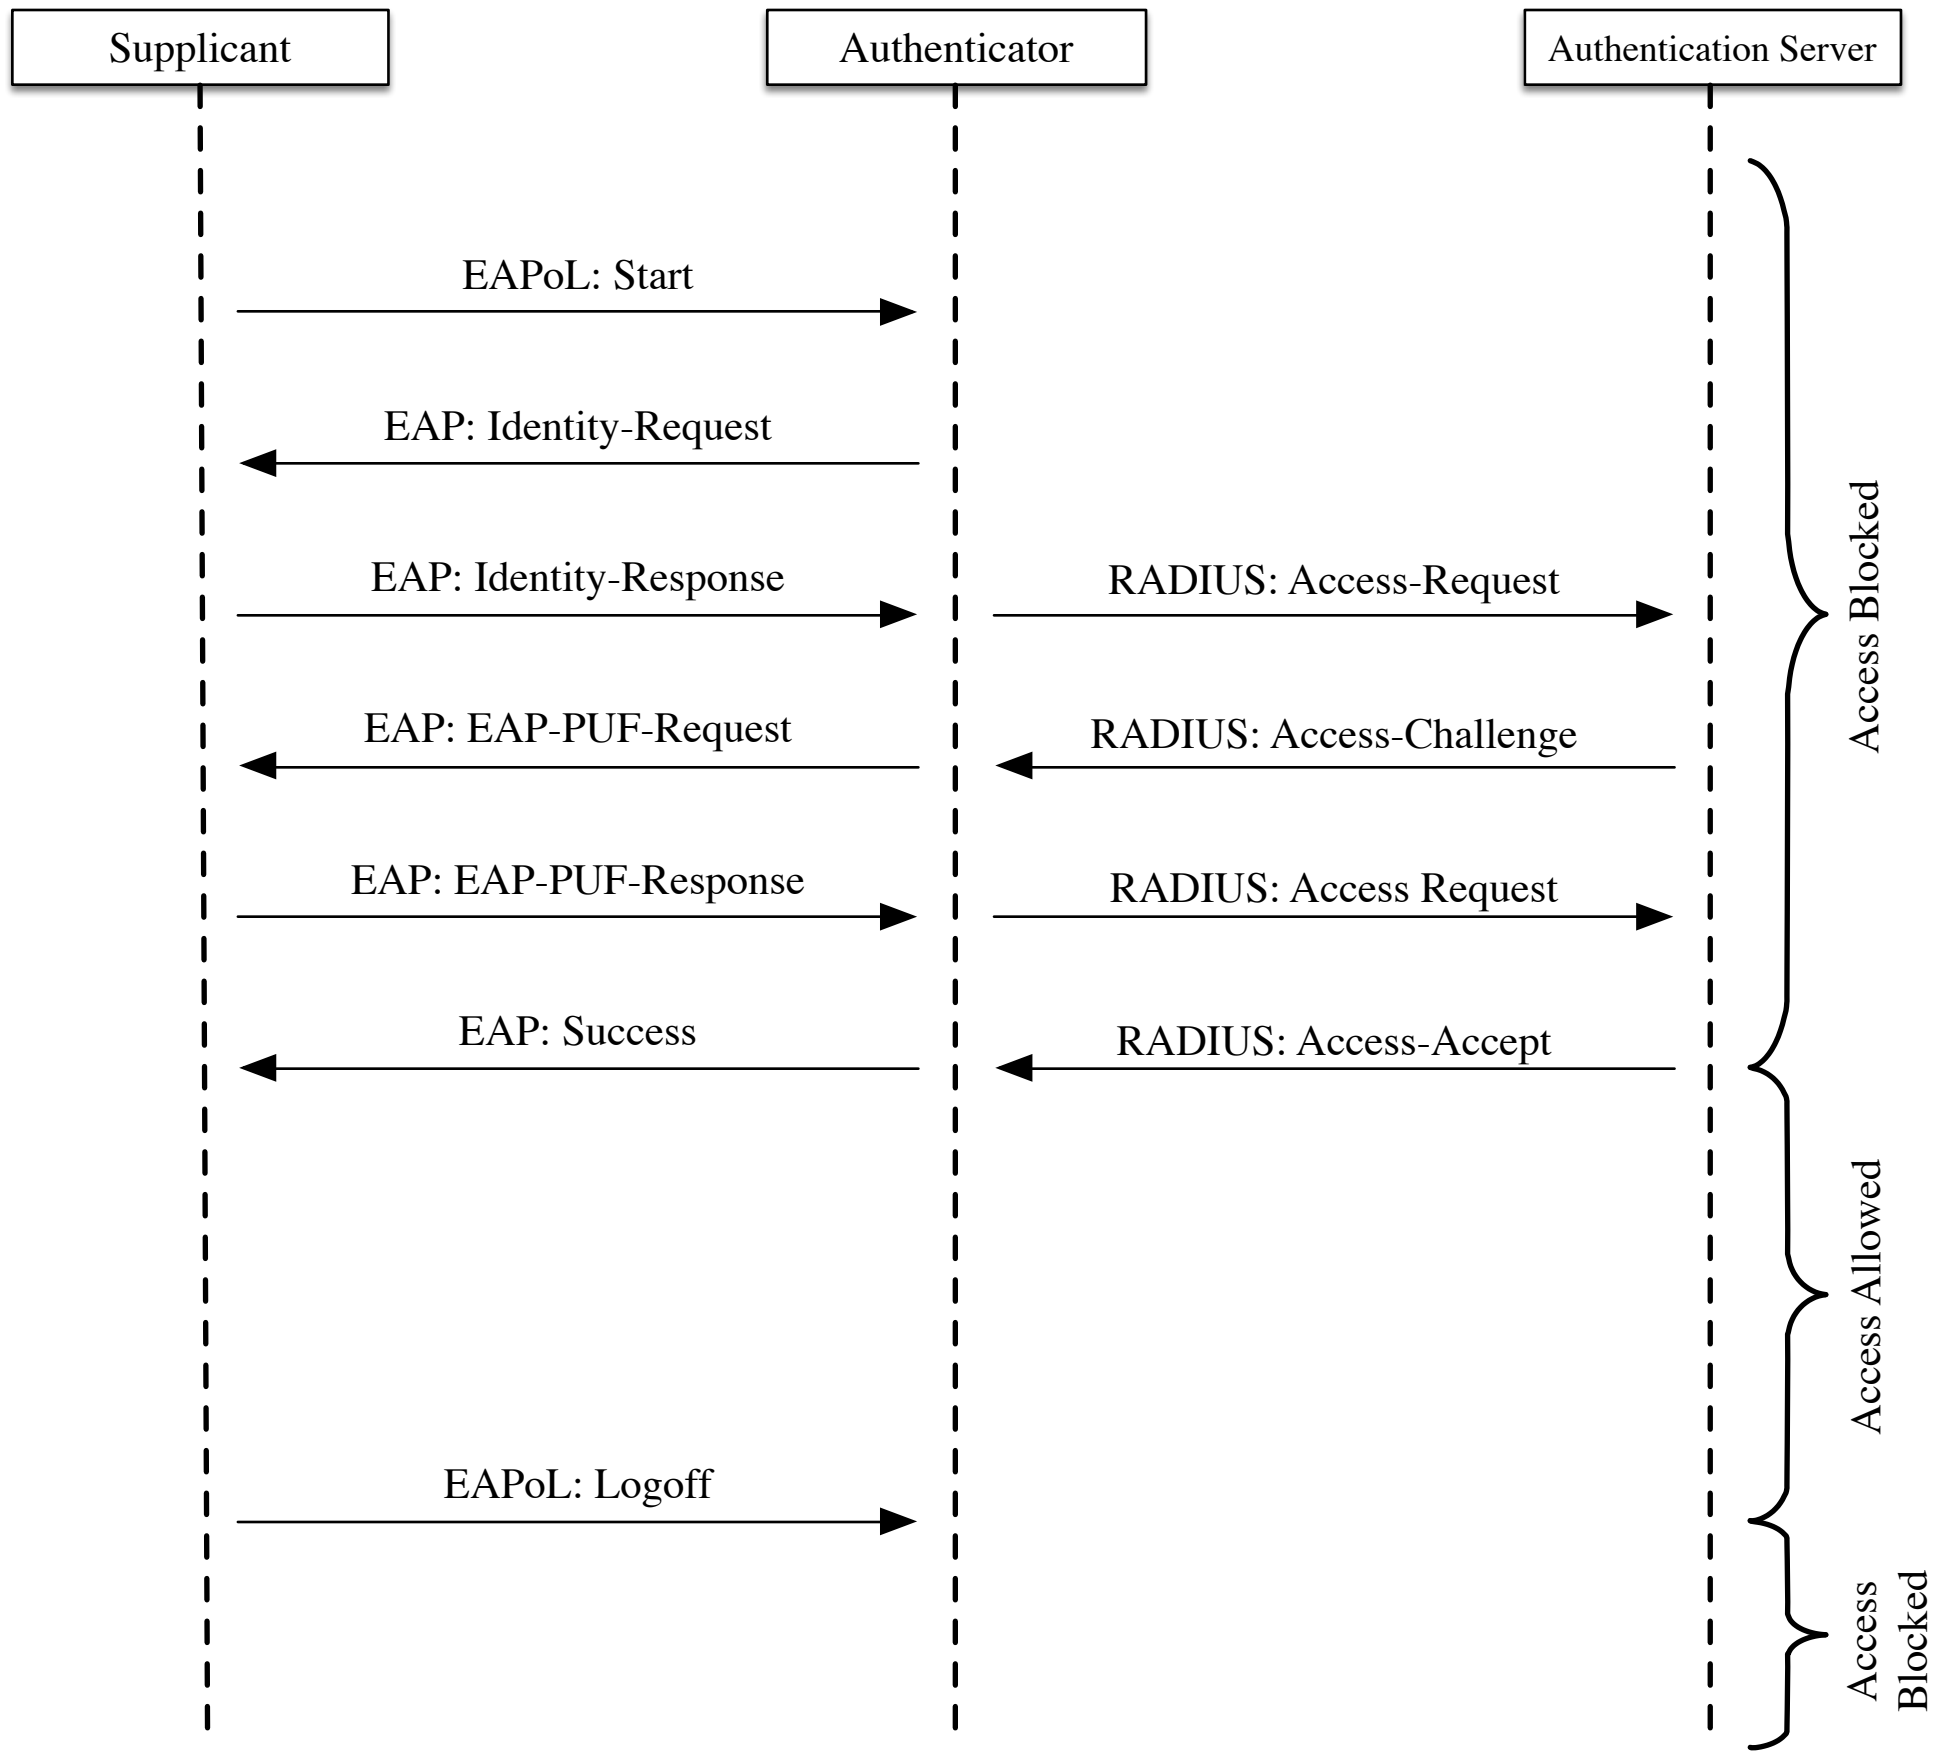 Supplicant
Authenticator
Authentication Server
EAPoL: Start
EAP: Identity-Request
EAP: Identity-Response
RADIUS: Access-Request
EAP: EAP-PUF-Request
RADIUS: Access-Challenge
EAP: EAP-PUF-Response
RADIUS: Access Request
EAP: Success
RADIUS: Access-Accept
EAPoL: Logoff
Access Blocked
Access Allowed
Access
Blocked